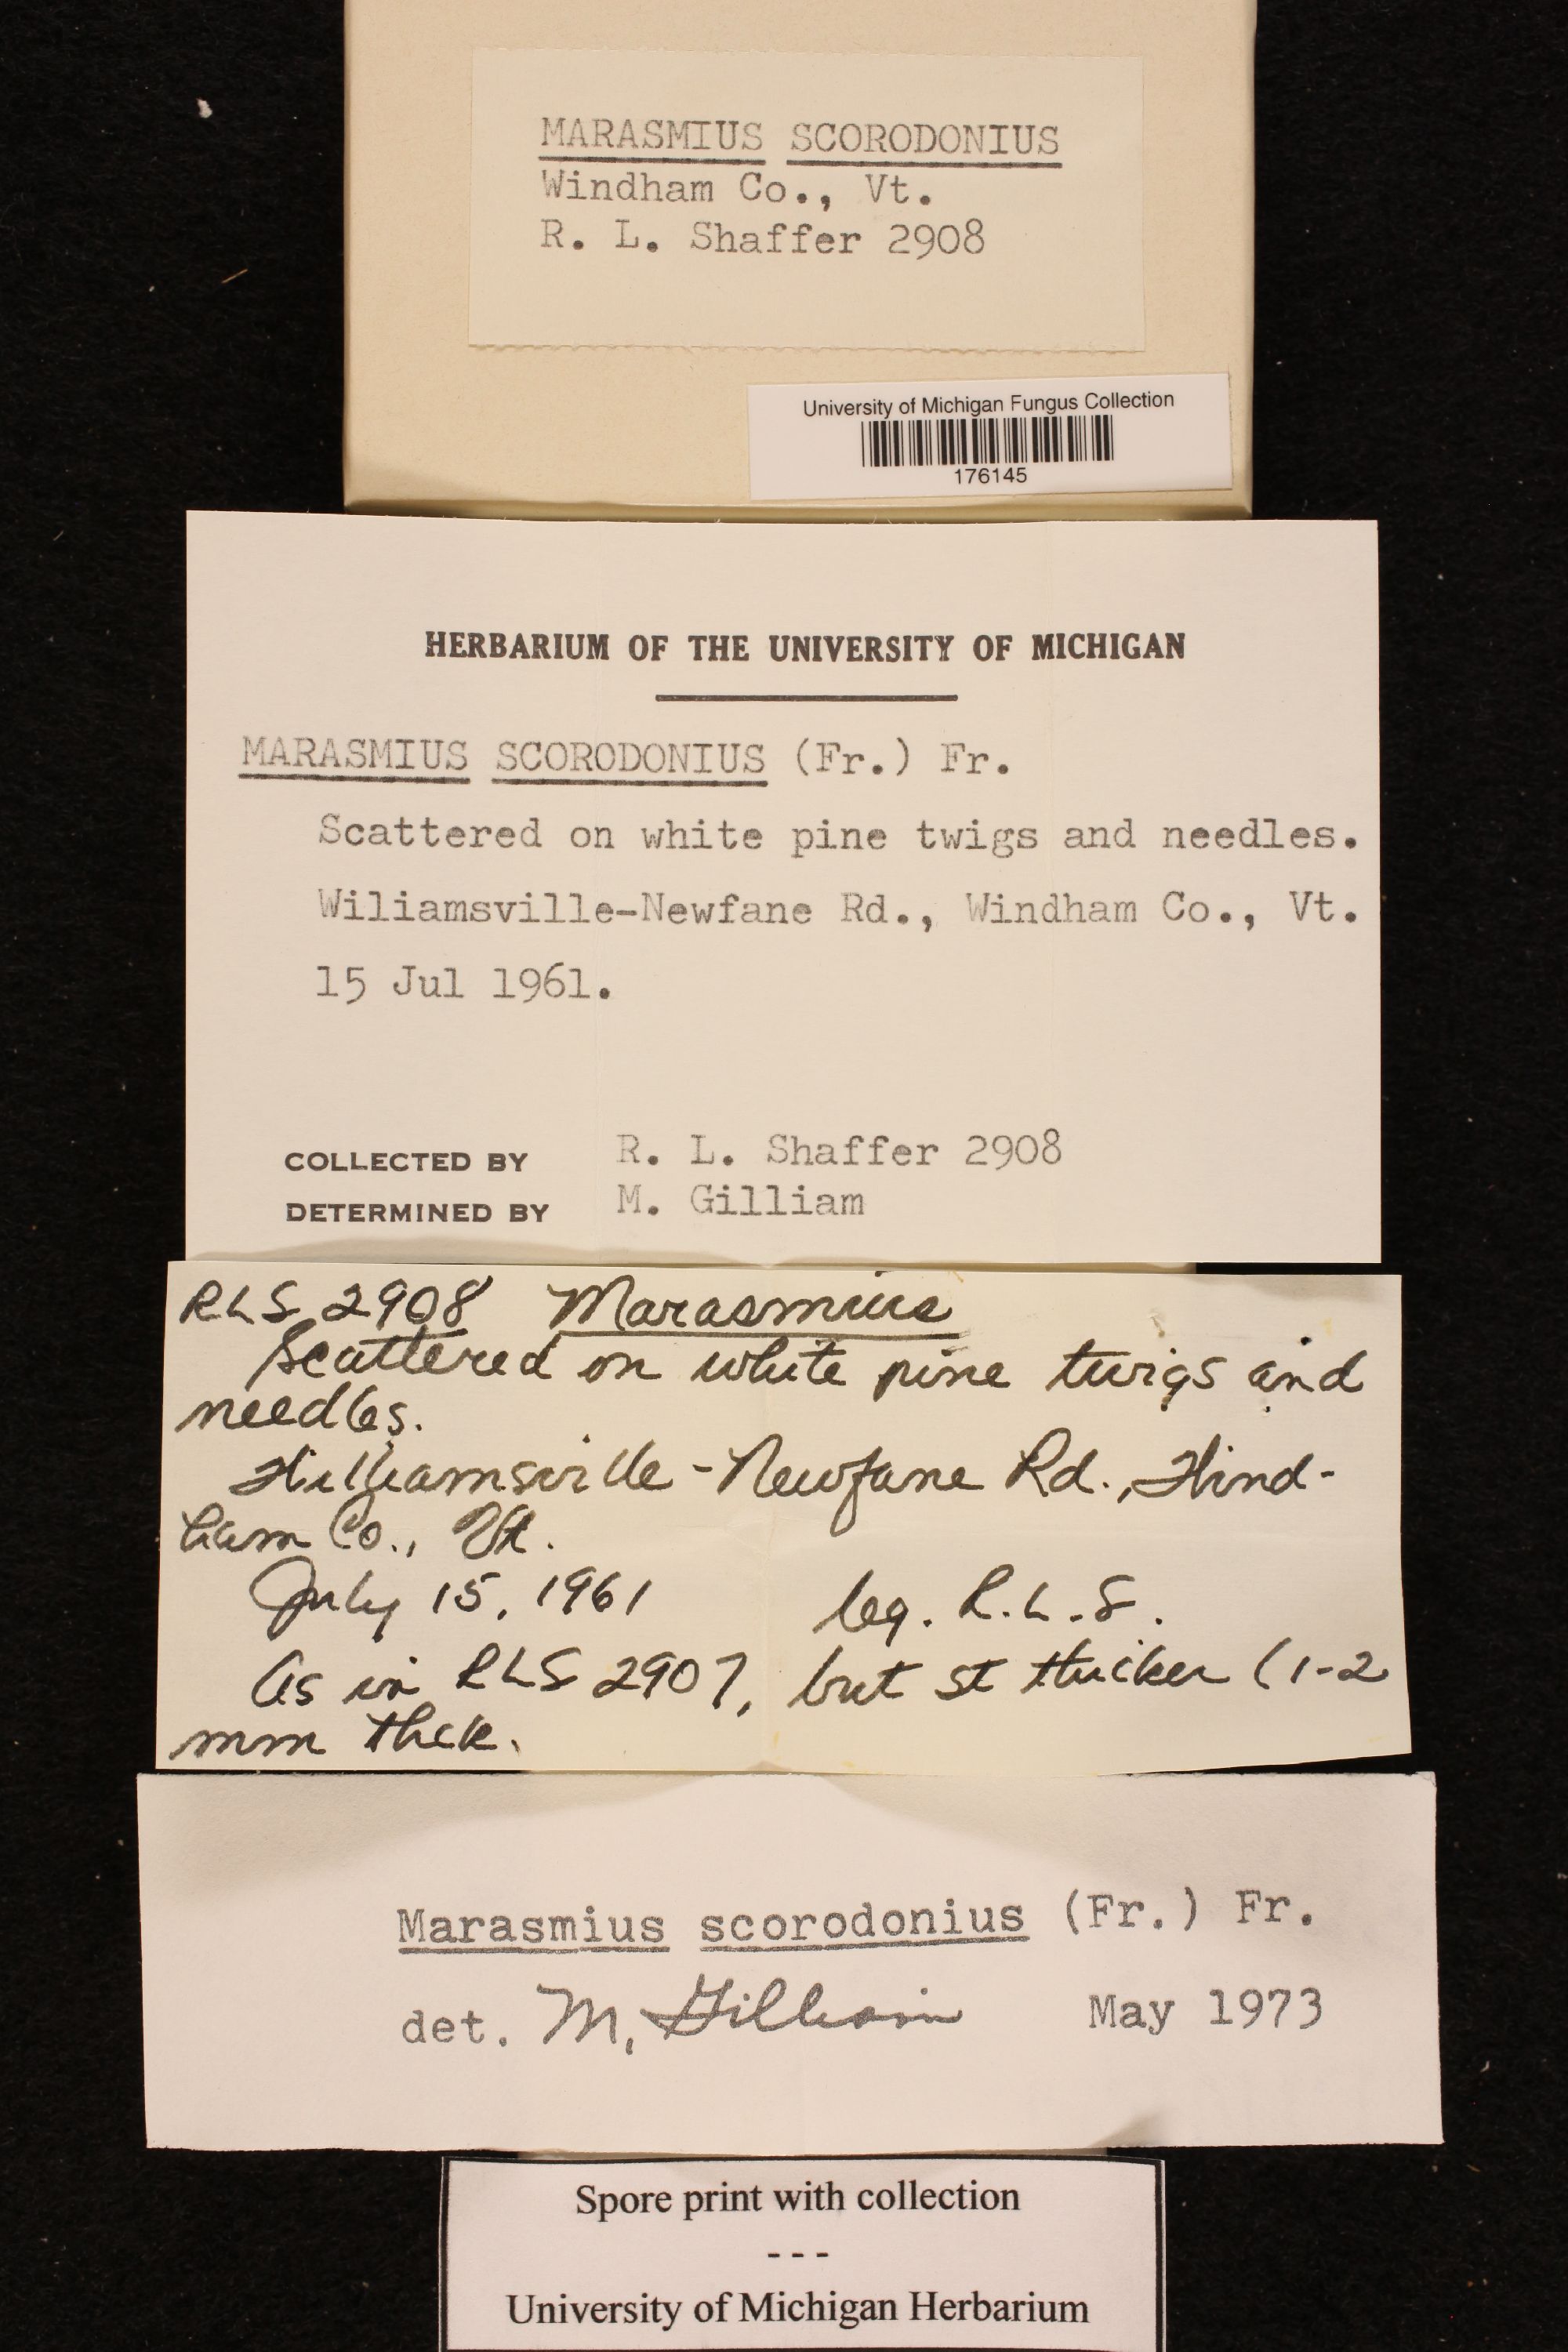 MARASMIUS SCORODONIUS
Windham Co., Vt.
R. L. Shaffer 2908
University of Michigan Fungus Collection
176145
HERBARIUM OF THE UNIVERSITY OF MICHIGAN
MARASMIUS SCORODONIUS (Fr.) Fr.
Scattered on white pine twigs and needles.
Wiliamsville-Newfane Rd., Windham Co., Vt.
15 Jul 1961.
COLLECTED BY R. L. Shaffer 2908
DETERMINED BY M. Gilliam
RLS 2908 Marasmius
Scattered on white pine twigs and
needles.
Williamsville-Newfane Rd., Wind-
ham Co., Vt.
July 15, 1961 leg. R.L.S.
As in RLS 2907, but st thicker (1-2
mm thck.
Marasmius scorodonius (Fr.) Fr.
det. M. Gilliam May 1973
Spore print with collection
---
University of Michigan Herbarium